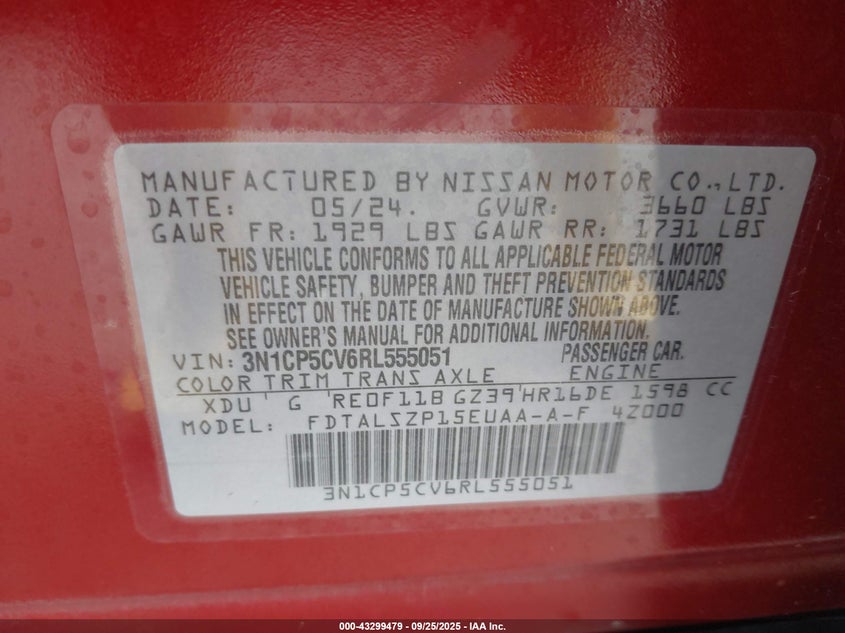 MANUFACTURED BY NISSAN MOTOR CO., LTD.
DATE: 05/24. GVWR: 3660 LBS
GAWR FR: 1929 LBS GAWR RR: 1731 LBS
THIS VEHICLE CONFORMS TO ALL APPLICABLE FEDERAL MOTOR
VEHICLE SAFETY, BUMPER AND THEFT PREVENTION STANDARDS
IN EFFECT ON THE DATE OF MANUFACTURE SHOWN ABOVE.
SEE OWNER'S MANUAL FOR ADDITIONAL INFORMATION.
VIN: 3N1CP5CV6RL555051 PASSENGER CAR.
COLOR TRIM TRANS AXLE ENGINE
XDU G RE0F11B GZ39 HR16DE 1598 CC
MODEL: FDTALSZP15EUAA-A-F 4Z000
3N1CP5CV6RL555051
000-43299479 - 09/25/2025 - IAA Inc.